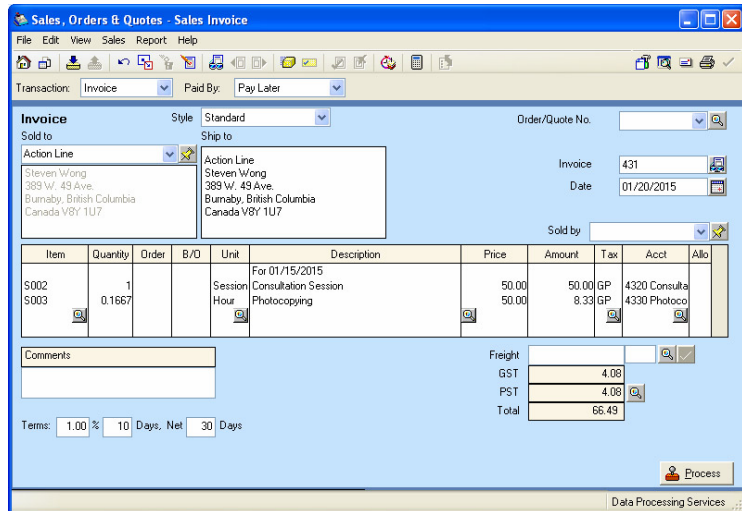 Sales, Orders & Quotes - Sales Invoice
File Edit View Sales Report Help
Transaction: Invoice Paid By: Pay Later
Invoice Style Standard Order/Quote No.
Sold to Ship to
Action Line
Steven Wong
389 W. 49 Ave.
Burnaby, British Columbia
Canada V8Y 1U7
Action Line
Steven Wong
389 W. 49 Ave.
Burnaby, British Columbia
Canada V8Y 1U7
Invoice 431
Date 01/20/2015
Sold by
Item Quantity Order B/O Unit Description Price Amount Tax Acct Allo
For 01/15/2015
S002 1 Session Consultation Session 50.00 50.00 GP 4320 Consulta
S003 0.1667 Hour Photocopying 50.00 8.33 GP 4330 Photoco
Comments
Freight
GST 4.08
PST 4.08
Total 66.49
Terms: 1.00 % 10 Days, Net 30 Days
Process
Data Processing Services